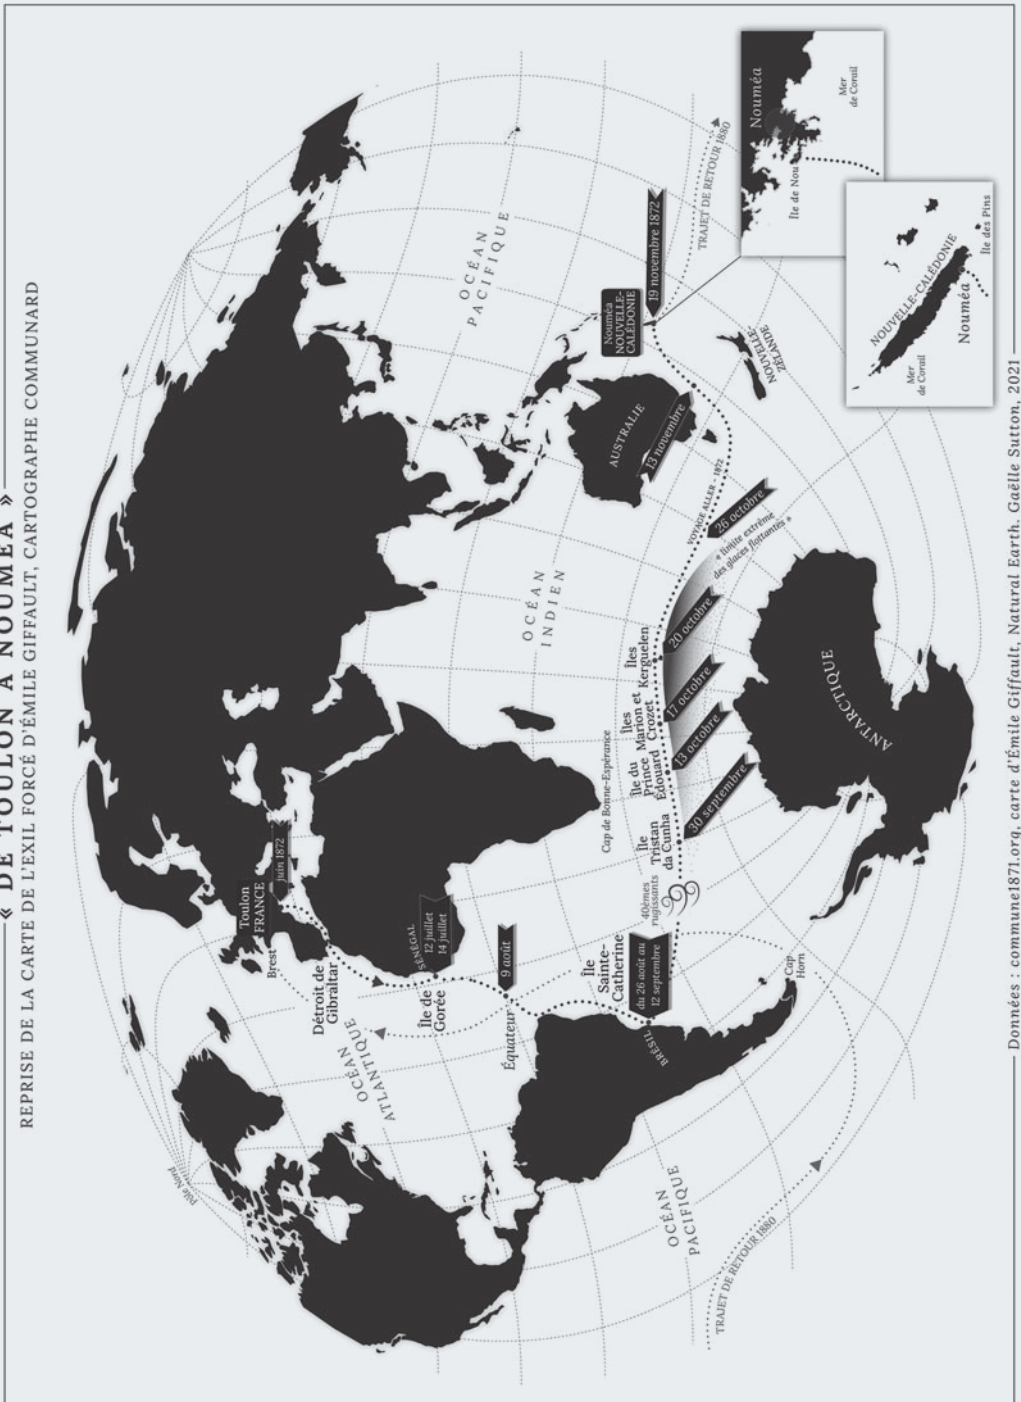 « DE TOULON À NOUMÉA »
REPRISE DE LA CARTE DE L'EXIL FORCÉ D'ÉMILE GIFFAULT, CARTOGRAPHE COMMUNARD
Pôle Nord
OCÉAN
PACIFIQUE
Toulon
FRANCE
juin 1872
Brest
Détroit de
Gibraltar
OCÉAN
ATLANTIQUE
SÉNÉGAL
12 juillet
14 juillet
Île de
Gorée
9 août
Équateur
Île
Sainte-
Catherine
du 26 août au
12 septembre
BRÉSIL
Cap
Horn
40èmes
rugissants
Île
Tristan
da Cunha
30 septembre
Cap de Bonne-Espérance
Île du
Prince
Édouard
13 octobre
Îles
Marion et
Crozet
17 octobre
Îles
Kerguelen
20 octobre
« limite extrême
des glaces flottantes »
26 octobre
VOYAGE ALLER - 1872
OCÉAN
INDIEN
AUSTRALIE
13 novembre
Nouméa
NOUVELLE-
CALÉDONIE
19 novembre 1872
NOUVELLE-
ZÉLANDE
TRAJET DE RETOUR 1880
ANTARCTIQUE
OCÉAN
PACIFIQUE
TRAJET DE RETOUR 1880
Nouméa
Île de Nou
Mer
de Corail
NOUVELLE-CALÉDONIE
Mer
de Corail
Nouméa
Île des Pins
Données : commune1871.org, carte d'Émile Giffault, Natural Earth. Gaëlle Sutton, 2021